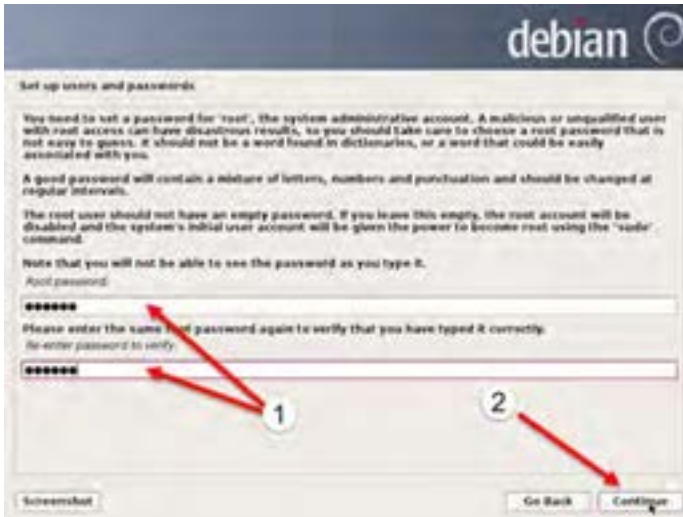 debian
Set up users and passwords
You need to set a password for 'root', the system administrative account. A malicious or unqualified user
with root access can have disastrous results, so you should take care to choose a root password that is
not easy to guess. It should not be a word found in dictionaries, or a word that could be easily
associated with you.
A good password will contain a mixture of letters, numbers and punctuation and should be changed at
regular intervals.
The root user should not have an empty password. If you leave this empty, the root account will be
disabled and the system's initial user account will be given the power to become root using the "sudo"
command.
Note that you will not be able to see the password as you type it.
Root password:
●●●●●●
Please enter the same root password again to verify that you have typed it correctly.
Re-enter password to verify:
●●●●●●
1
2
Screenshot
Go Back
Continue